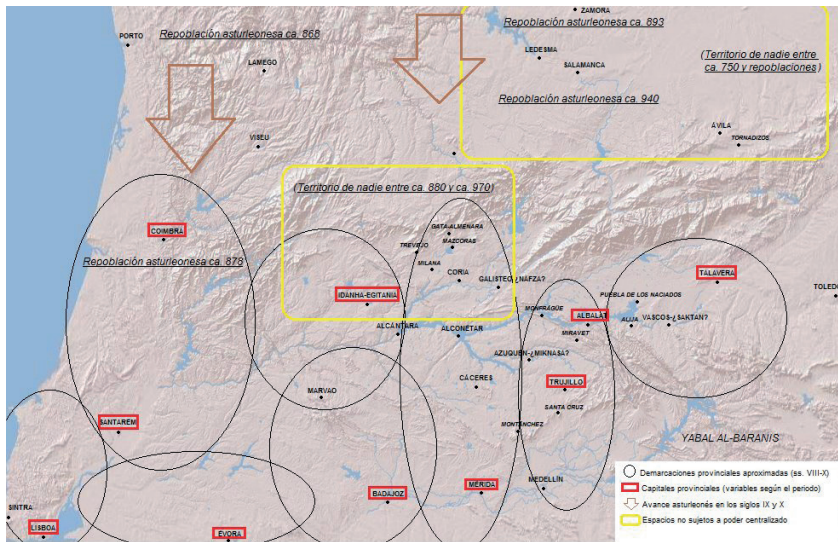 ZAMORA
Repoblación asturleonesa ca. 893
PORTO
Repoblación asturleonesa ca. 868
LEDESMA
(Territorio de nadie entre
ca. 750 y repoblaciones)
LAMEGO
SALAMANCA
Repoblación asturleonesa ca. 940
ÁVILA
TORNADIZOS
VISEU
(Territorio de nadie entre ca. 880 y ca. 970)
COIMBRA
GATA-ALMENARA
TREVEJO
MAZCORAS
Repoblación asturleonesa ca. 878
MILANA
CORIA
GALISTEO ¿NAFZA?
TALAVERA
TOLEDO
IDANHA-EGITANIA
PUEBLA DE LOS NACIADOS
MONFRAGÜE
ALBALAT
ALIJA
VASCOS-¿SAKTAN?
ALCÁNTARA
ALCONÉTAR
MIRAVET
AZUQUEN-¿MIKNASA?
MARVAO
CÁCERES
TRUJILLO
SANTA CRUZ
SANTAREM
MONTÁNCHEZ
YABAL AL-BARANIS
MEDELLÍN
MÉRIDA
BADAJOZ
SINTRA
LISBOA
ÉVORA
Demarcaciones provinciales aproximadas (ss. VIII-X)
Capitales provinciales (variables según el periodo)
Avance asturleonés en los siglos IX y X
Espacios no sujetos a poder centralizado